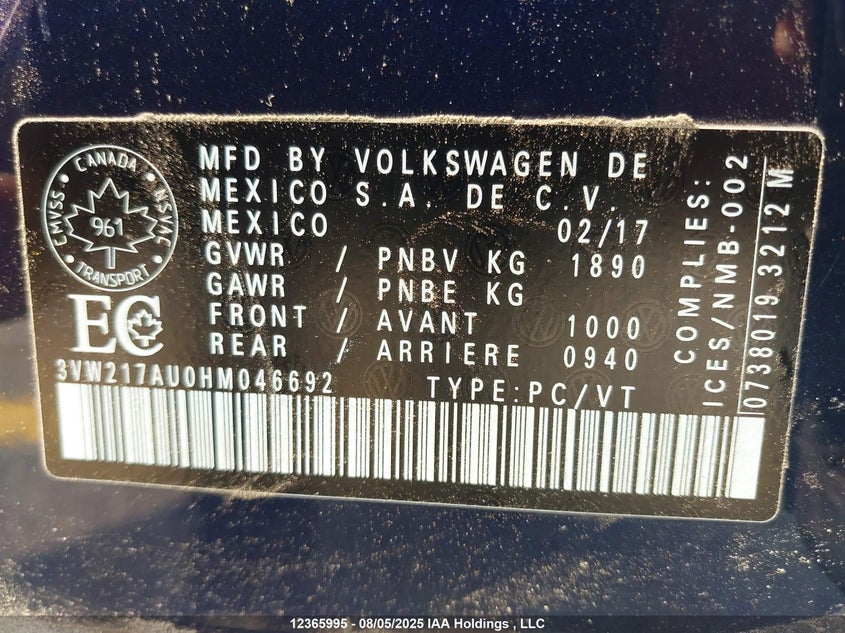 CANADA
CMVSS
NSVAC
961
TRANSPORT
EC
MFD BY VOLKSWAGEN DE
MEXICO S.A. DE C.V.
MEXICO 02/17
GVWR / PNBV KG 1890
GAWR / PNBE KG
FRONT / AVANT 1000
REAR / ARRIERE 0940
3VW217AU0HM046692 TYPE:PC/VT
COMPLIES:
ICES/NMB-002
0738019 3212 M
12365995 - 08/05/2025 IAA Holdings , LLC